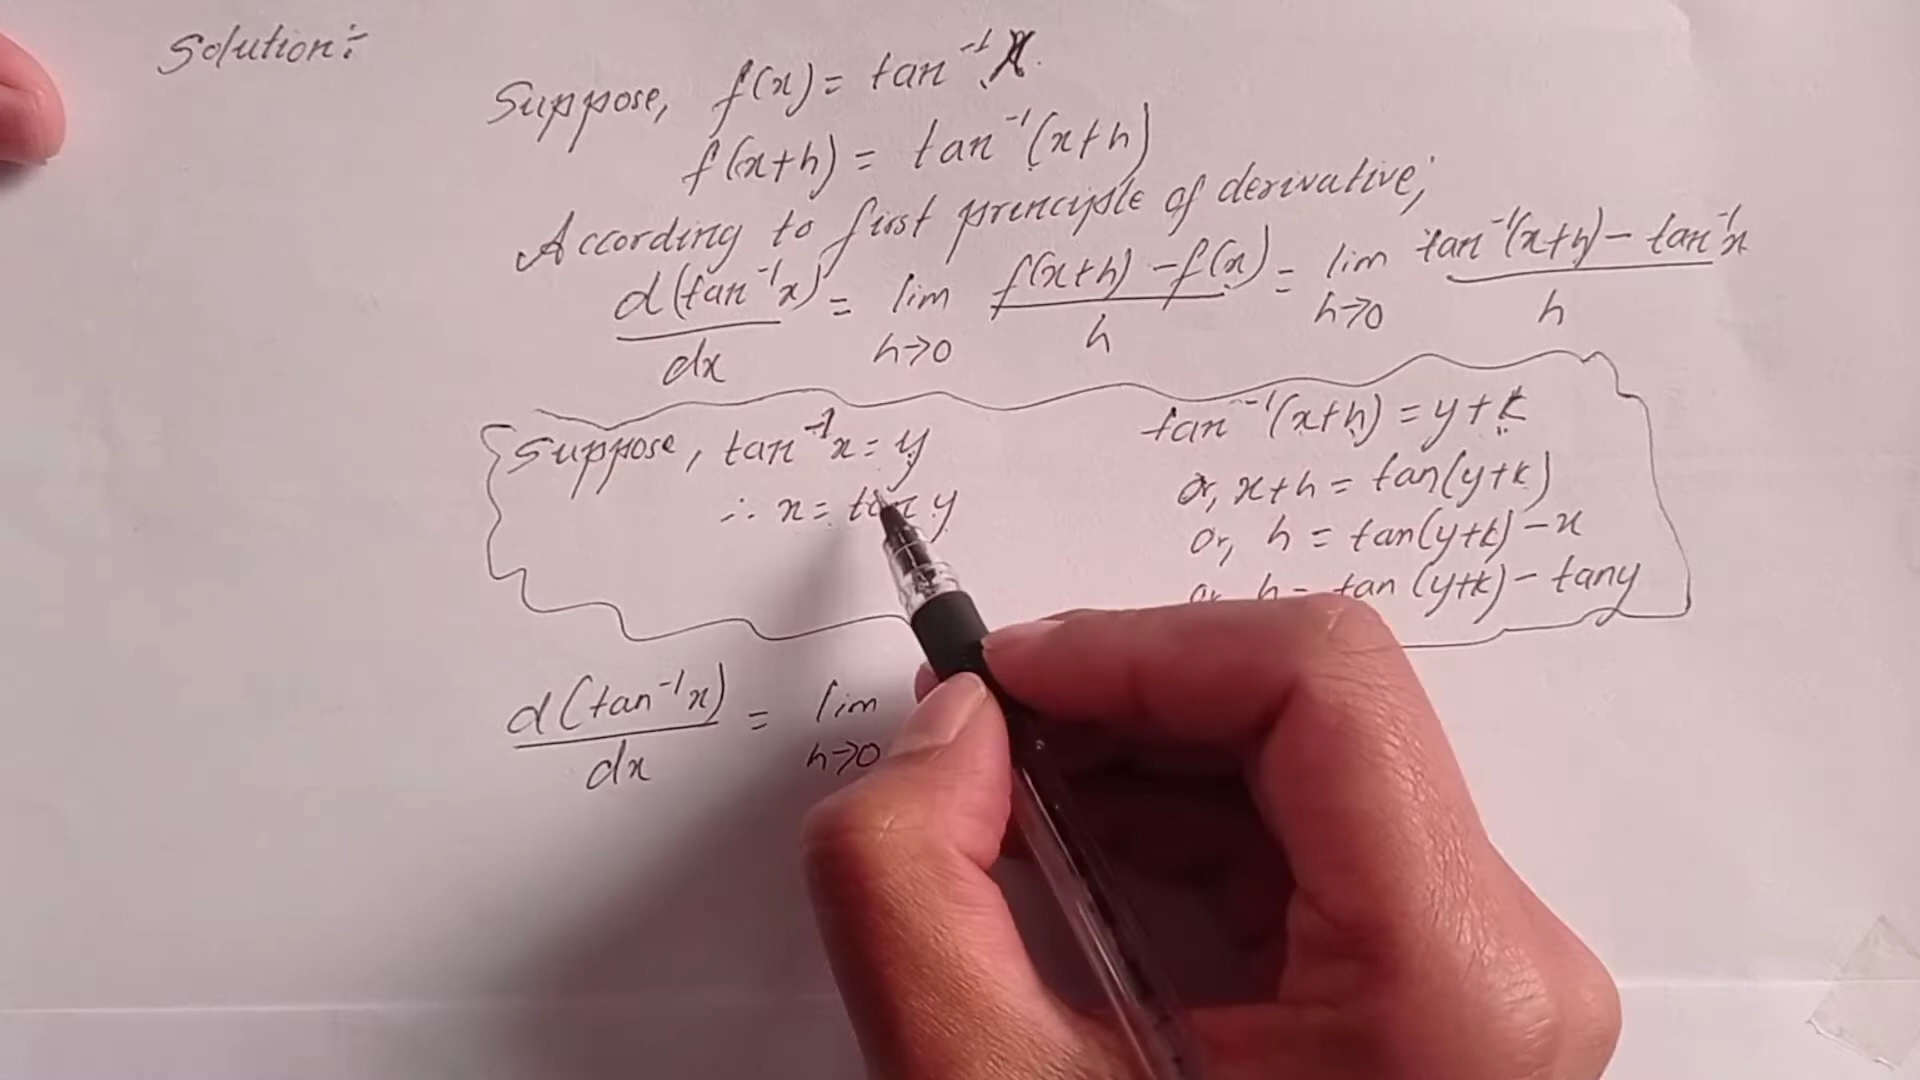 Solution:-
Suppose, f(x) = tan⁻¹x.
f(x+h) = tan⁻¹(x+h)
According to first principle of derivative;
d(tan⁻¹x)/dx = lim h→0 f(x+h) - f(x)/h = lim h→0 tan⁻¹(x+h) - tan⁻¹x/h
Suppose, tan⁻¹x = y
∴ x = tan y
tan⁻¹(x+h) = y+k
or, x+h = tan(y+k)
or, h = tan(y+k) - x
or h = tan (y+k) - tany
d(tan⁻¹x)/dx = lim h→0